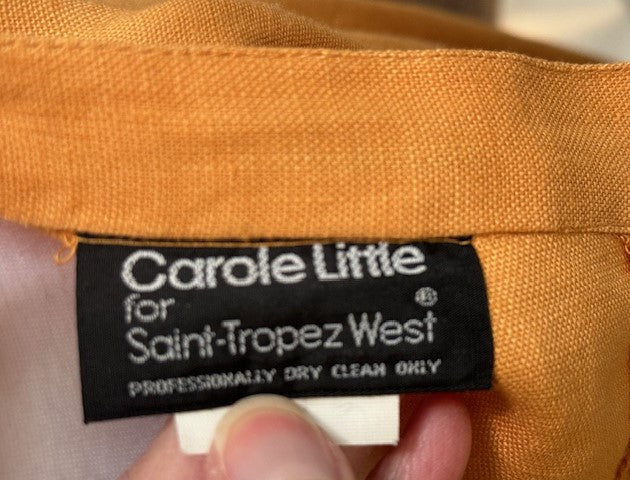 Carole Little
for
Saint-Tropez West®
PROFESSIONALLY DRY CLEAN ONLY